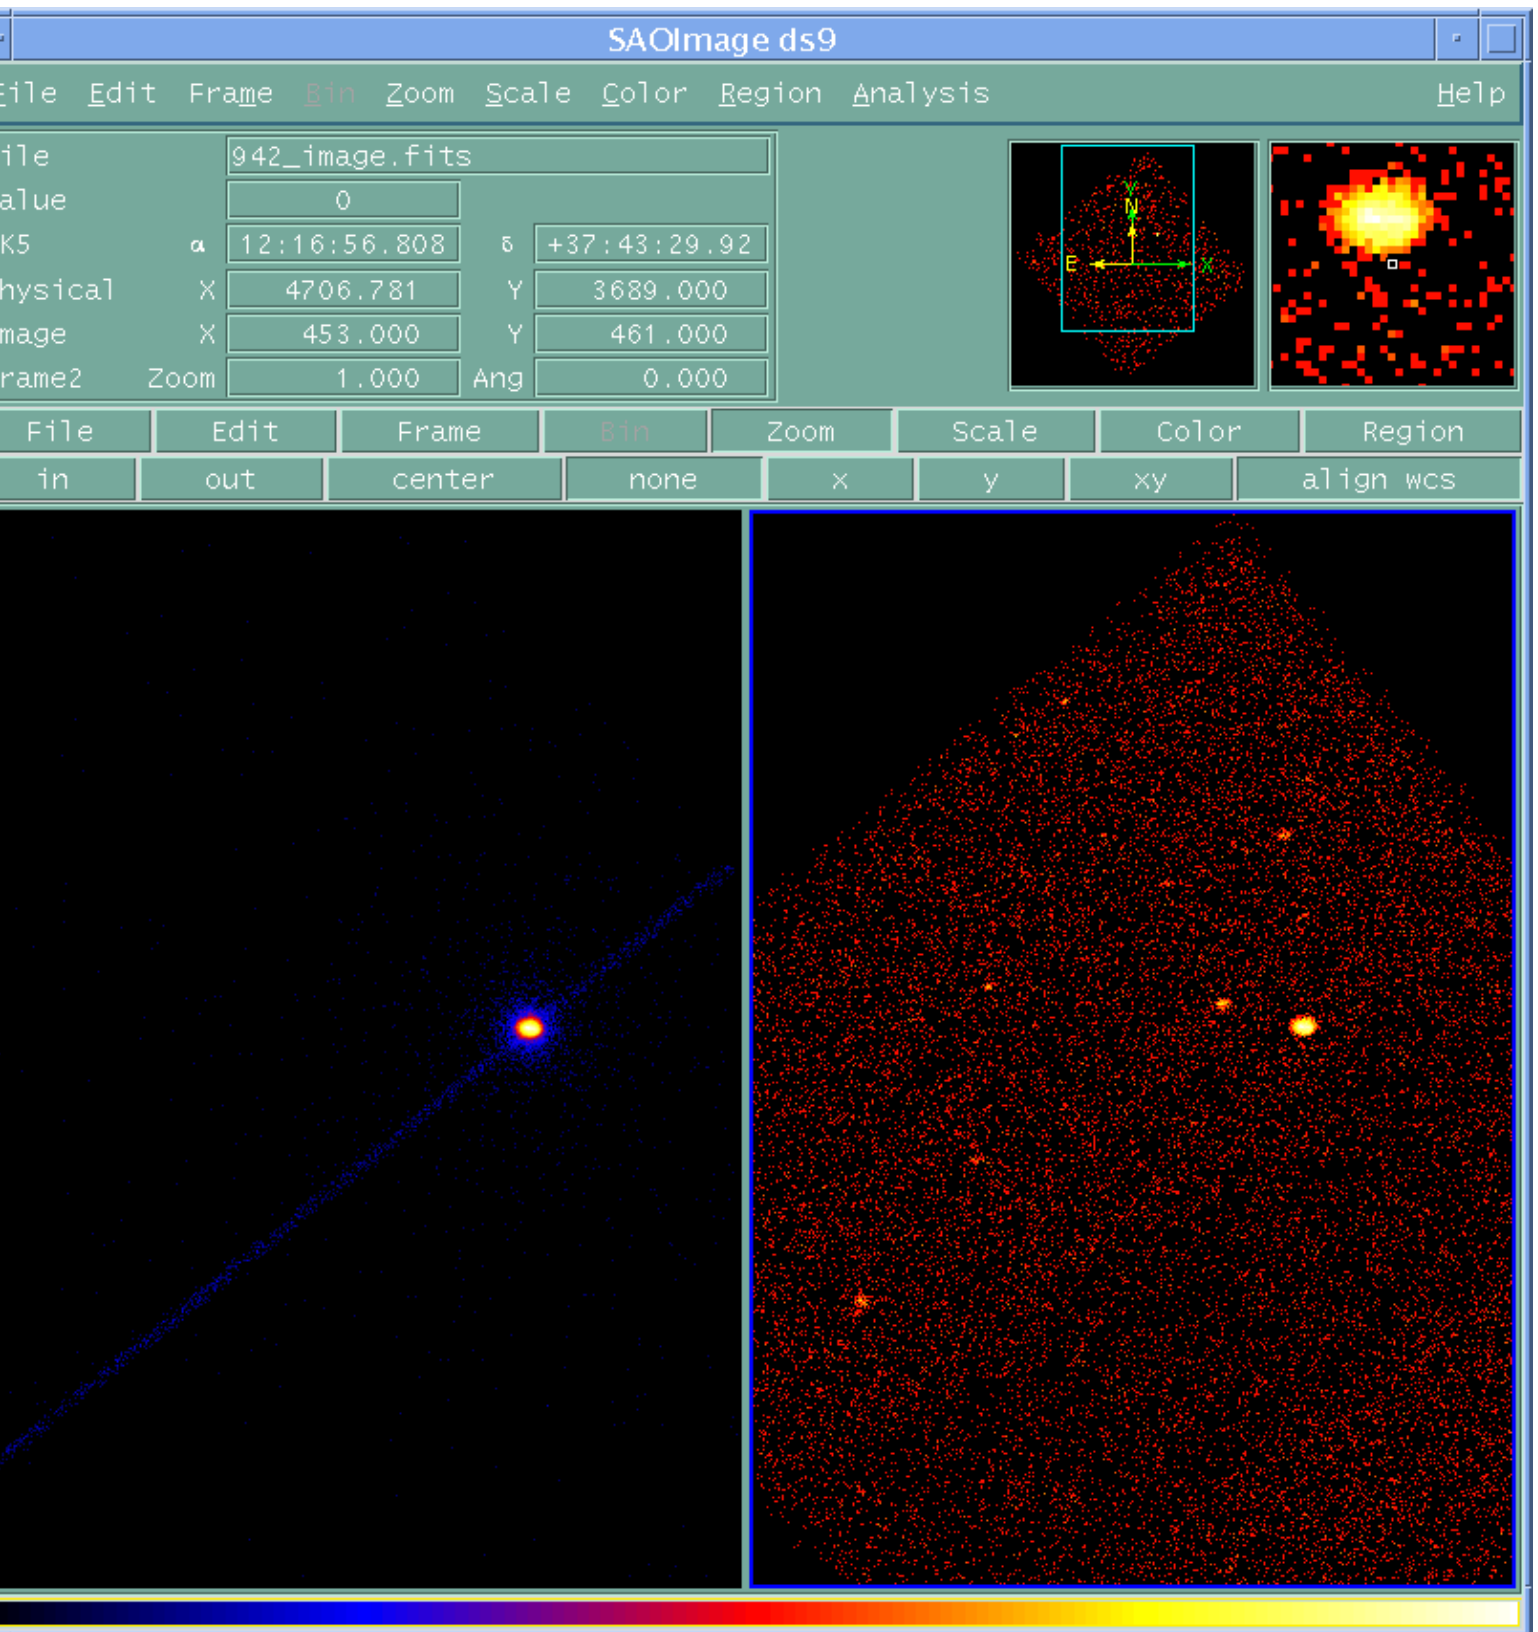 SAOImage ds9
File Edit Frame Bin Zoom Scale Color Region Analysis Help
ile 942_image.fits
alue 0
K5 α 12:16:56.808 δ +37:43:29.92
hysical X 4706.781 Y 3689.000
mage X 453.000 Y 461.000
rame2 Zoom 1.000 Ang 0.000
Y
N
E X
File Edit Frame Bin Zoom Scale Color Region
in out center none x y xy align wcs